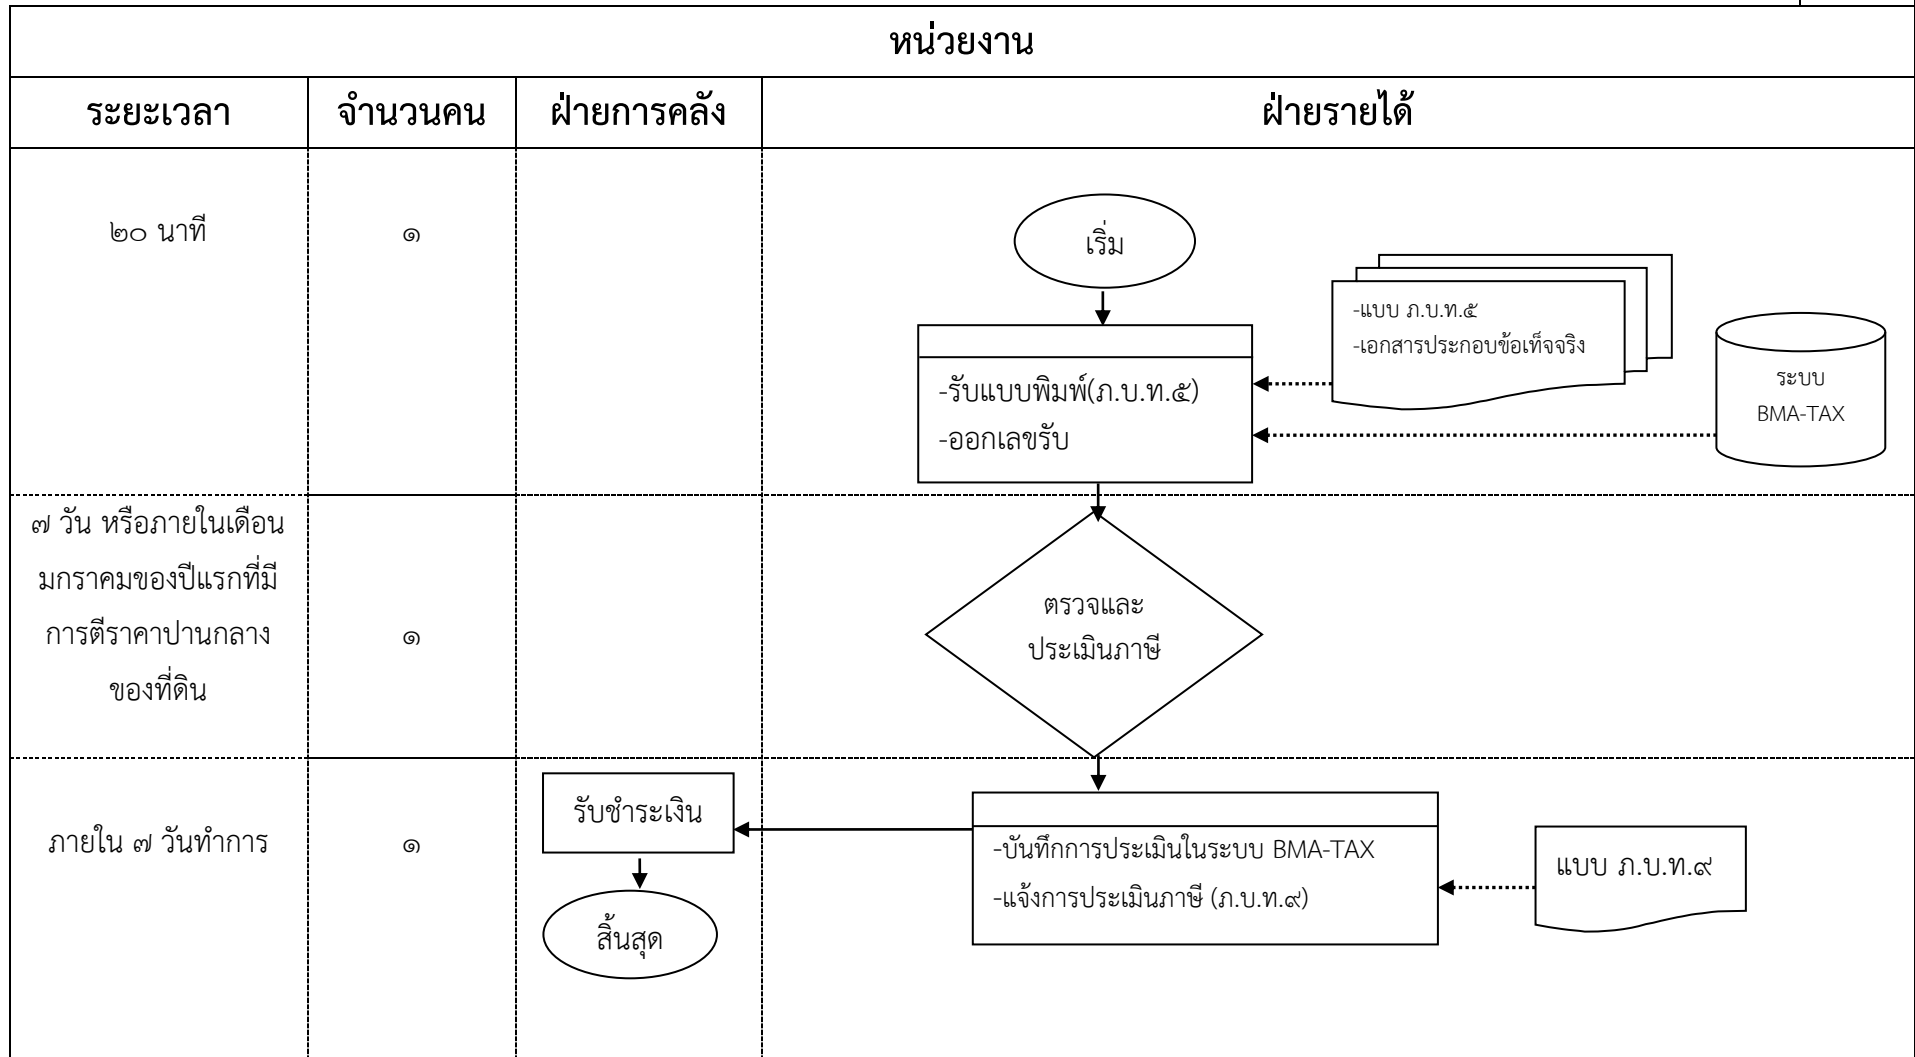 หน่วยงาน
ระยะเวลา
จำนวนคน
ฝ่ายการคลัง
ฝ่ายรายได้
๒๐ นาที
๑
เริ่ม
-แบบ ภ.บ.ท.๕
-เอกสารประกอบข้อเท็จจริง
ระบบ
BMA-TAX
-รับแบบพิมพ์(ภ.บ.ท.๕)
-ออกเลขรับ
๗ วัน หรือภายในเดือน
มกราคมของปีแรกที่มี
การตีราคาปานกลาง
ของที่ดิน
๑
ตรวจและ
ประเมินภาษี
ภายใน ๗ วันทำการ
๑
รับชำระเงิน
สิ้นสุด
-บันทึกการประเมินในระบบ BMA-TAX
-แจ้งการประเมินภาษี (ภ.บ.ท.๙)
แบบ ภ.บ.ท.๙